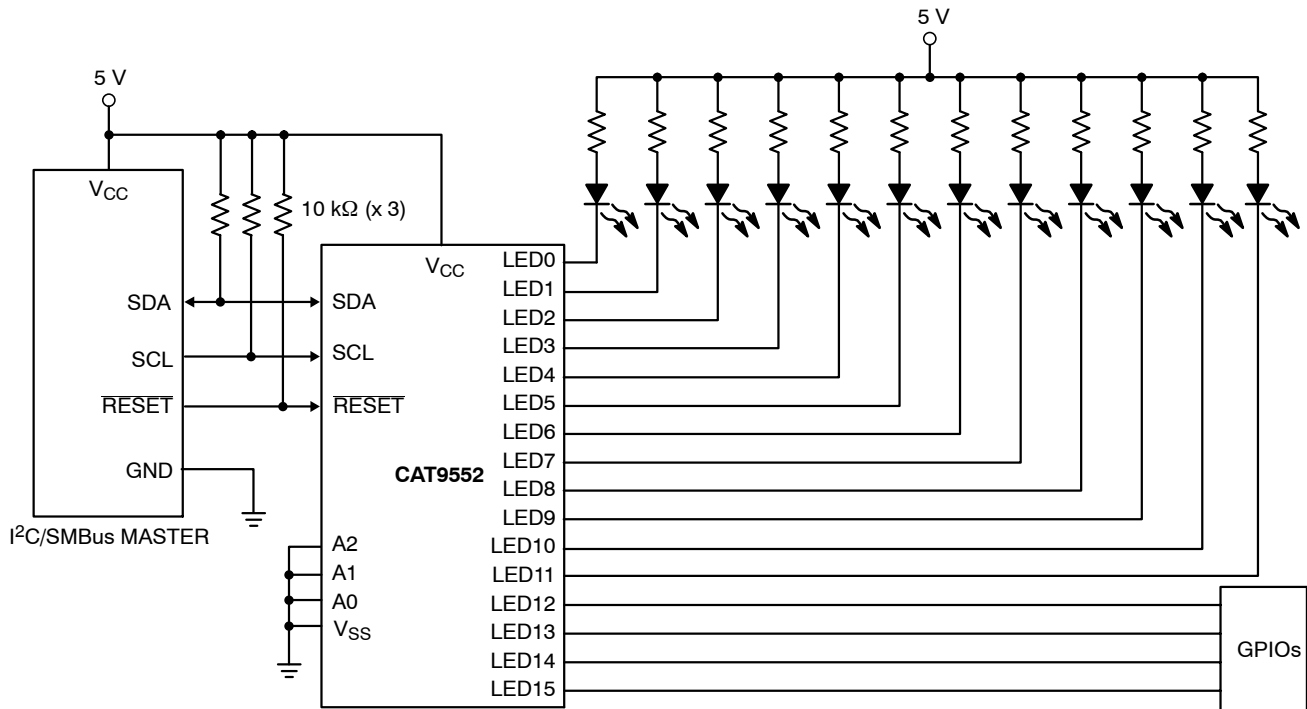 5 V
5 V
VCC
10 kΩ (x 3)
VCC
LED0
LED1
SDA
SDA
LED2
LED3
SCL
SCL
LED4
RESET
RESET
LED5
LED6
GND
CAT9552
LED7
LED8
LED9
I²C/SMBus MASTER
A2
LED10
A1
LED11
A0
LED12
VSS
LED13
GPIOs
LED14
LED15